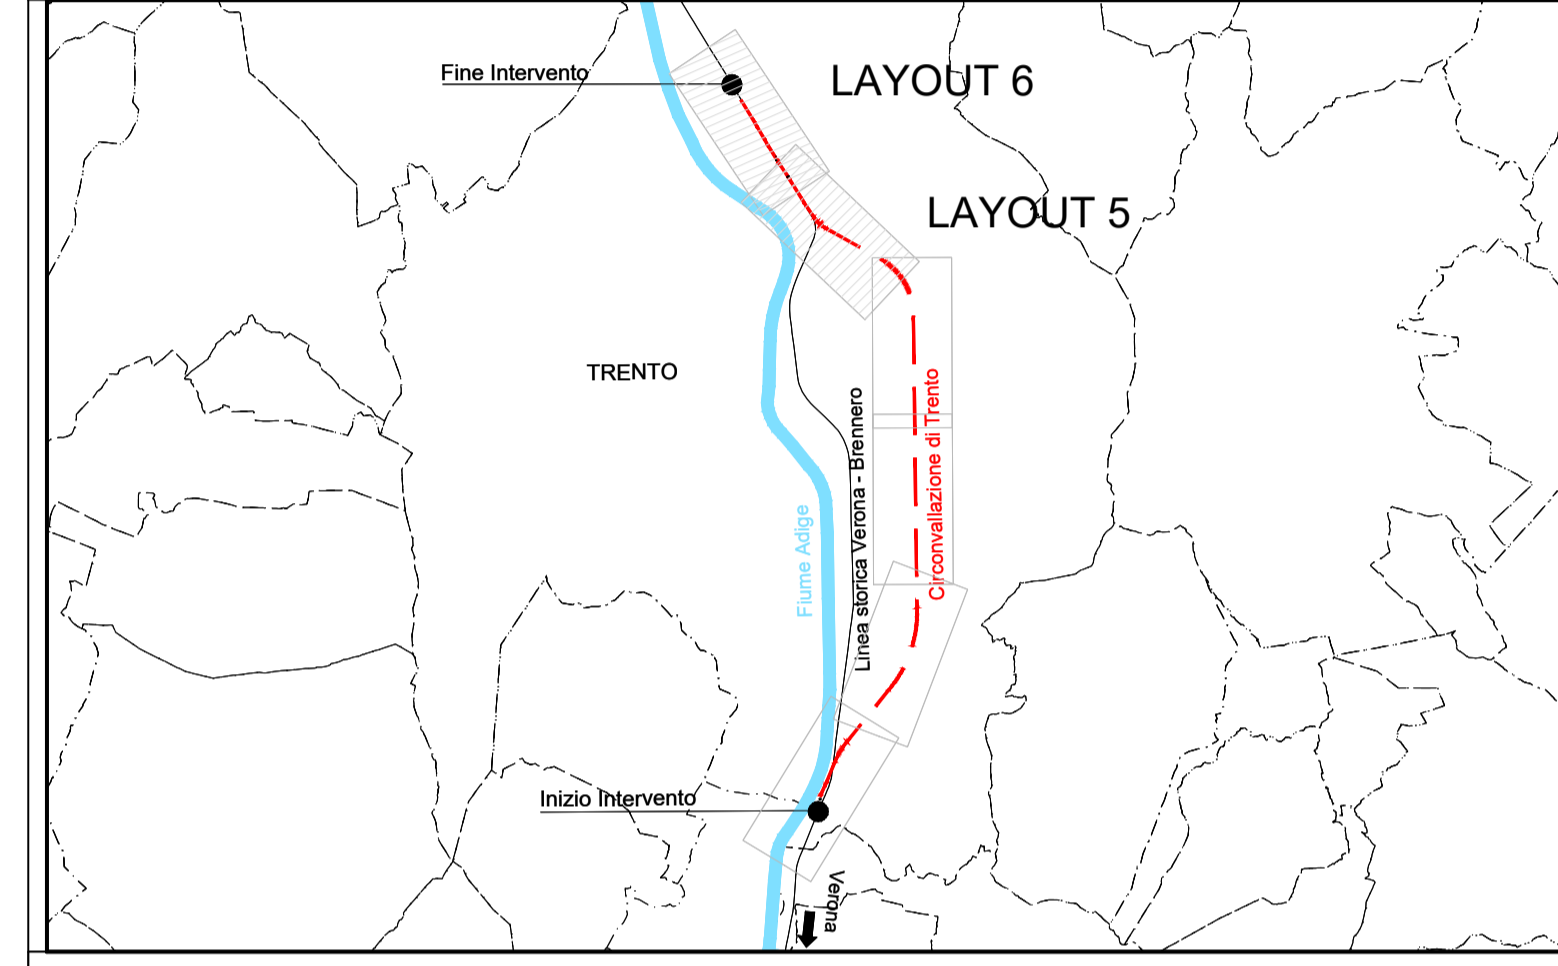 Fine Intervento
LAYOUT 6
LAYOUT 5
TRENTO
Circonvallazione di Trento
Linea storica Verona - Brennero
Fiume Adige
Inizio Intervento
Verona